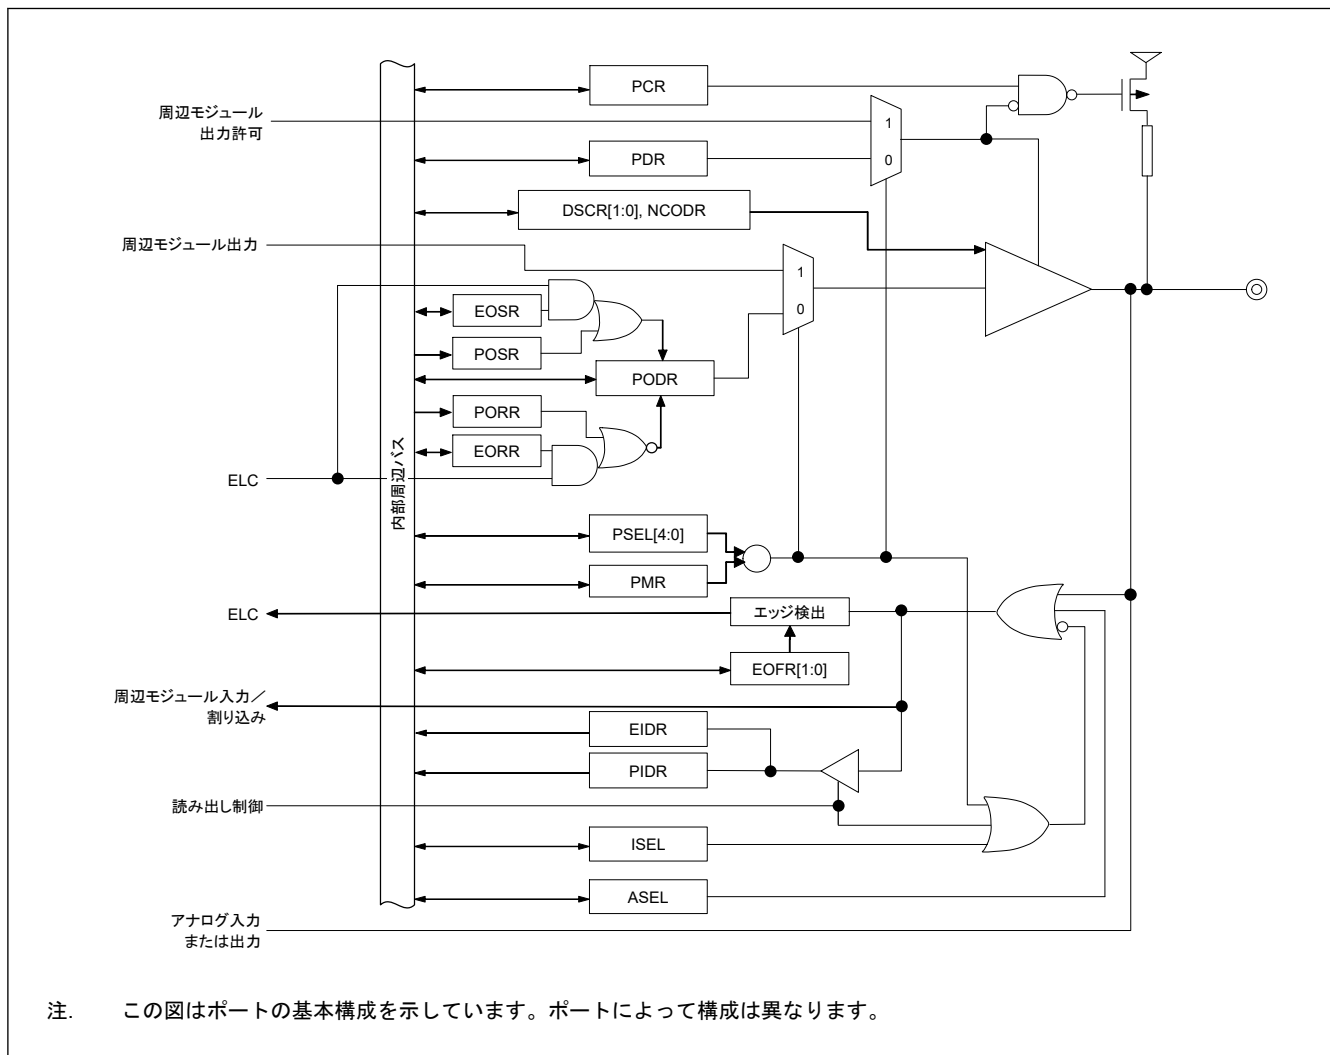 PCR
周辺モジュール
出力許可
1
PDR
0
DSCR[1:0], NCODR
周辺モジュール出力
1
EOSR
0
POSR
PODR
PORR
EORR
ELC
内部周辺バス
PSEL[4:0]
PMR
ELC
エッジ検出
EOFR[1:0]
周辺モジュール入力／
割り込み
EIDR
PIDR
読み出し制御
ISEL
ASEL
アナログ入力
または出力
注. この図はポートの基本構成を示しています。ポートによって構成は異なります。